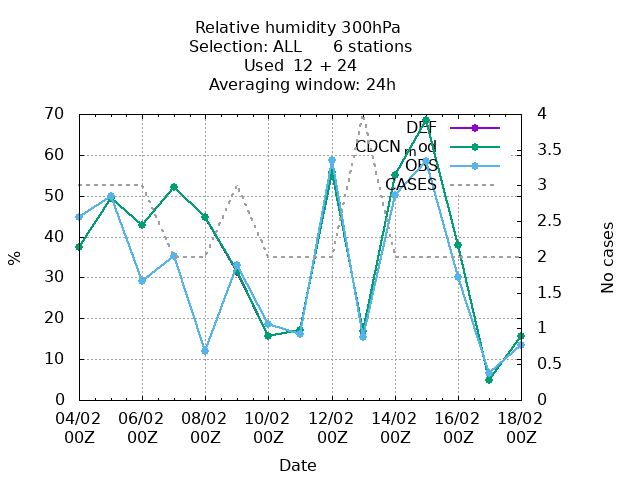 Relative humidity 300hPa
Selection: ALL      6 stations
Used  12 + 24
Averaging window: 24h
70 60 50 40 30 20 10 0
%
4 3.5 3 2.5 2 1.5 1 0.5 0
No cases
DEF
CDCN_mod
OBS
CASES
04/02 06/02 08/02 10/02 12/02 14/02 16/02 18/02
00Z 00Z 00Z 00Z 00Z 00Z 00Z 00Z
Date